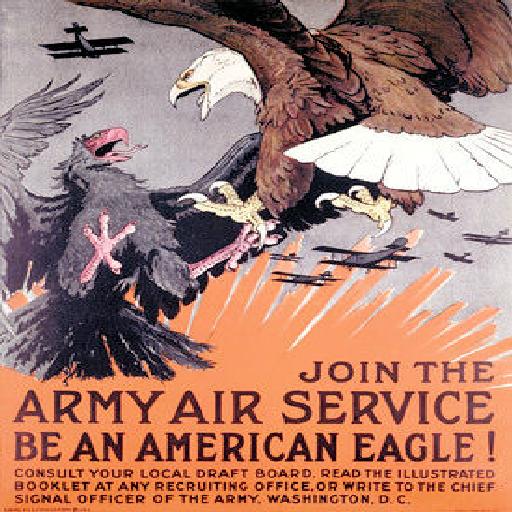 JOIN THE
ARMY AIR SERVICE
BE AN AMERICAN EAGLE!
CONSULT YOUR LOCAL DRAFT BOARD. READ THE ILLUSTRATED
BOOKLET AT ANY RECRUITING OFFICE, OR WRITE TO THE CHIEF
SIGNAL OFFICER OF THE ARMY, WASHINGTON, D.C.